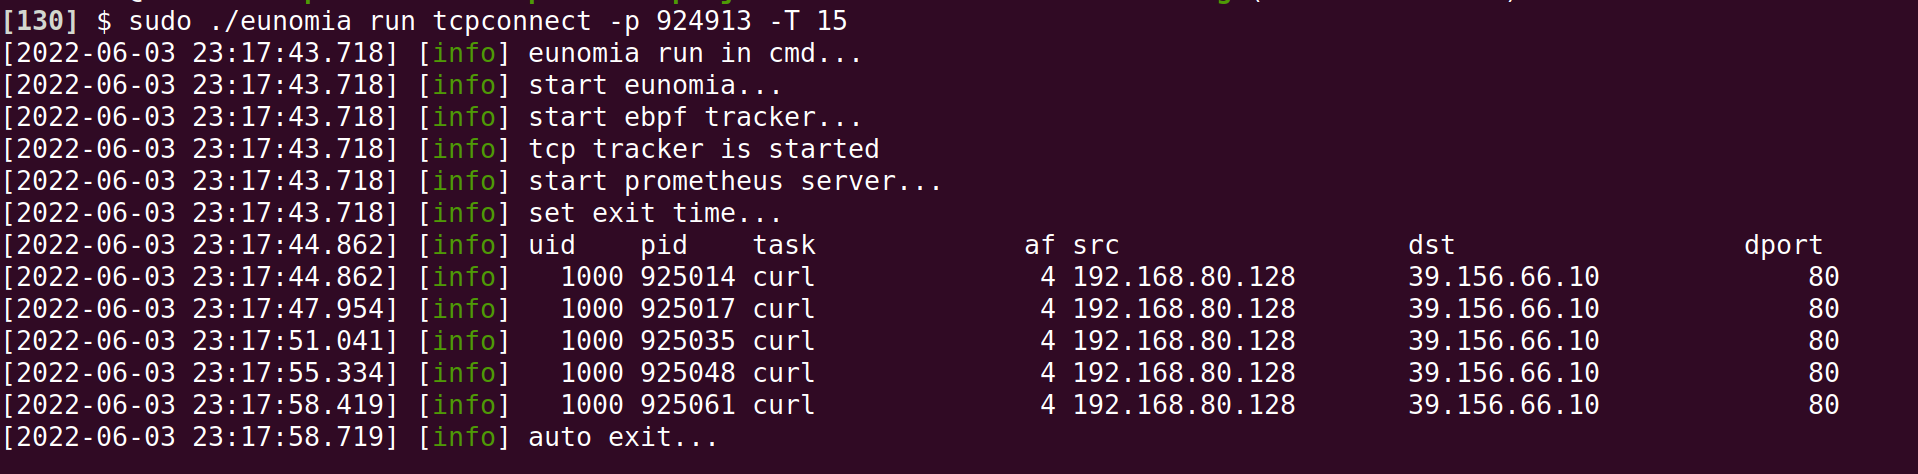 [130] $ sudo ./eunomia run tcpconnect -p 924913 -T 15
[2022-06-03 23:17:43.718] [info] eunomia run in cmd...
[2022-06-03 23:17:43.718] [info] start eunomia...
[2022-06-03 23:17:43.718] [info] start ebpf tracker...
[2022-06-03 23:17:43.718] [info] tcp tracker is started
[2022-06-03 23:17:43.718] [info] start prometheus server...
[2022-06-03 23:17:43.718] [info] set exit time...
[2022-06-03 23:17:44.862] [info] uid    pid    task             af src                  dst                  dport
[2022-06-03 23:17:44.862] [info]   1000 925014 curl              4 192.168.80.128       39.156.66.10             80
[2022-06-03 23:17:47.954] [info]   1000 925017 curl              4 192.168.80.128       39.156.66.10             80
[2022-06-03 23:17:51.041] [info]   1000 925035 curl              4 192.168.80.128       39.156.66.10             80
[2022-06-03 23:17:55.334] [info]   1000 925048 curl              4 192.168.80.128       39.156.66.10             80
[2022-06-03 23:17:58.419] [info]   1000 925061 curl              4 192.168.80.128       39.156.66.10             80
[2022-06-03 23:17:58.719] [info] auto exit...